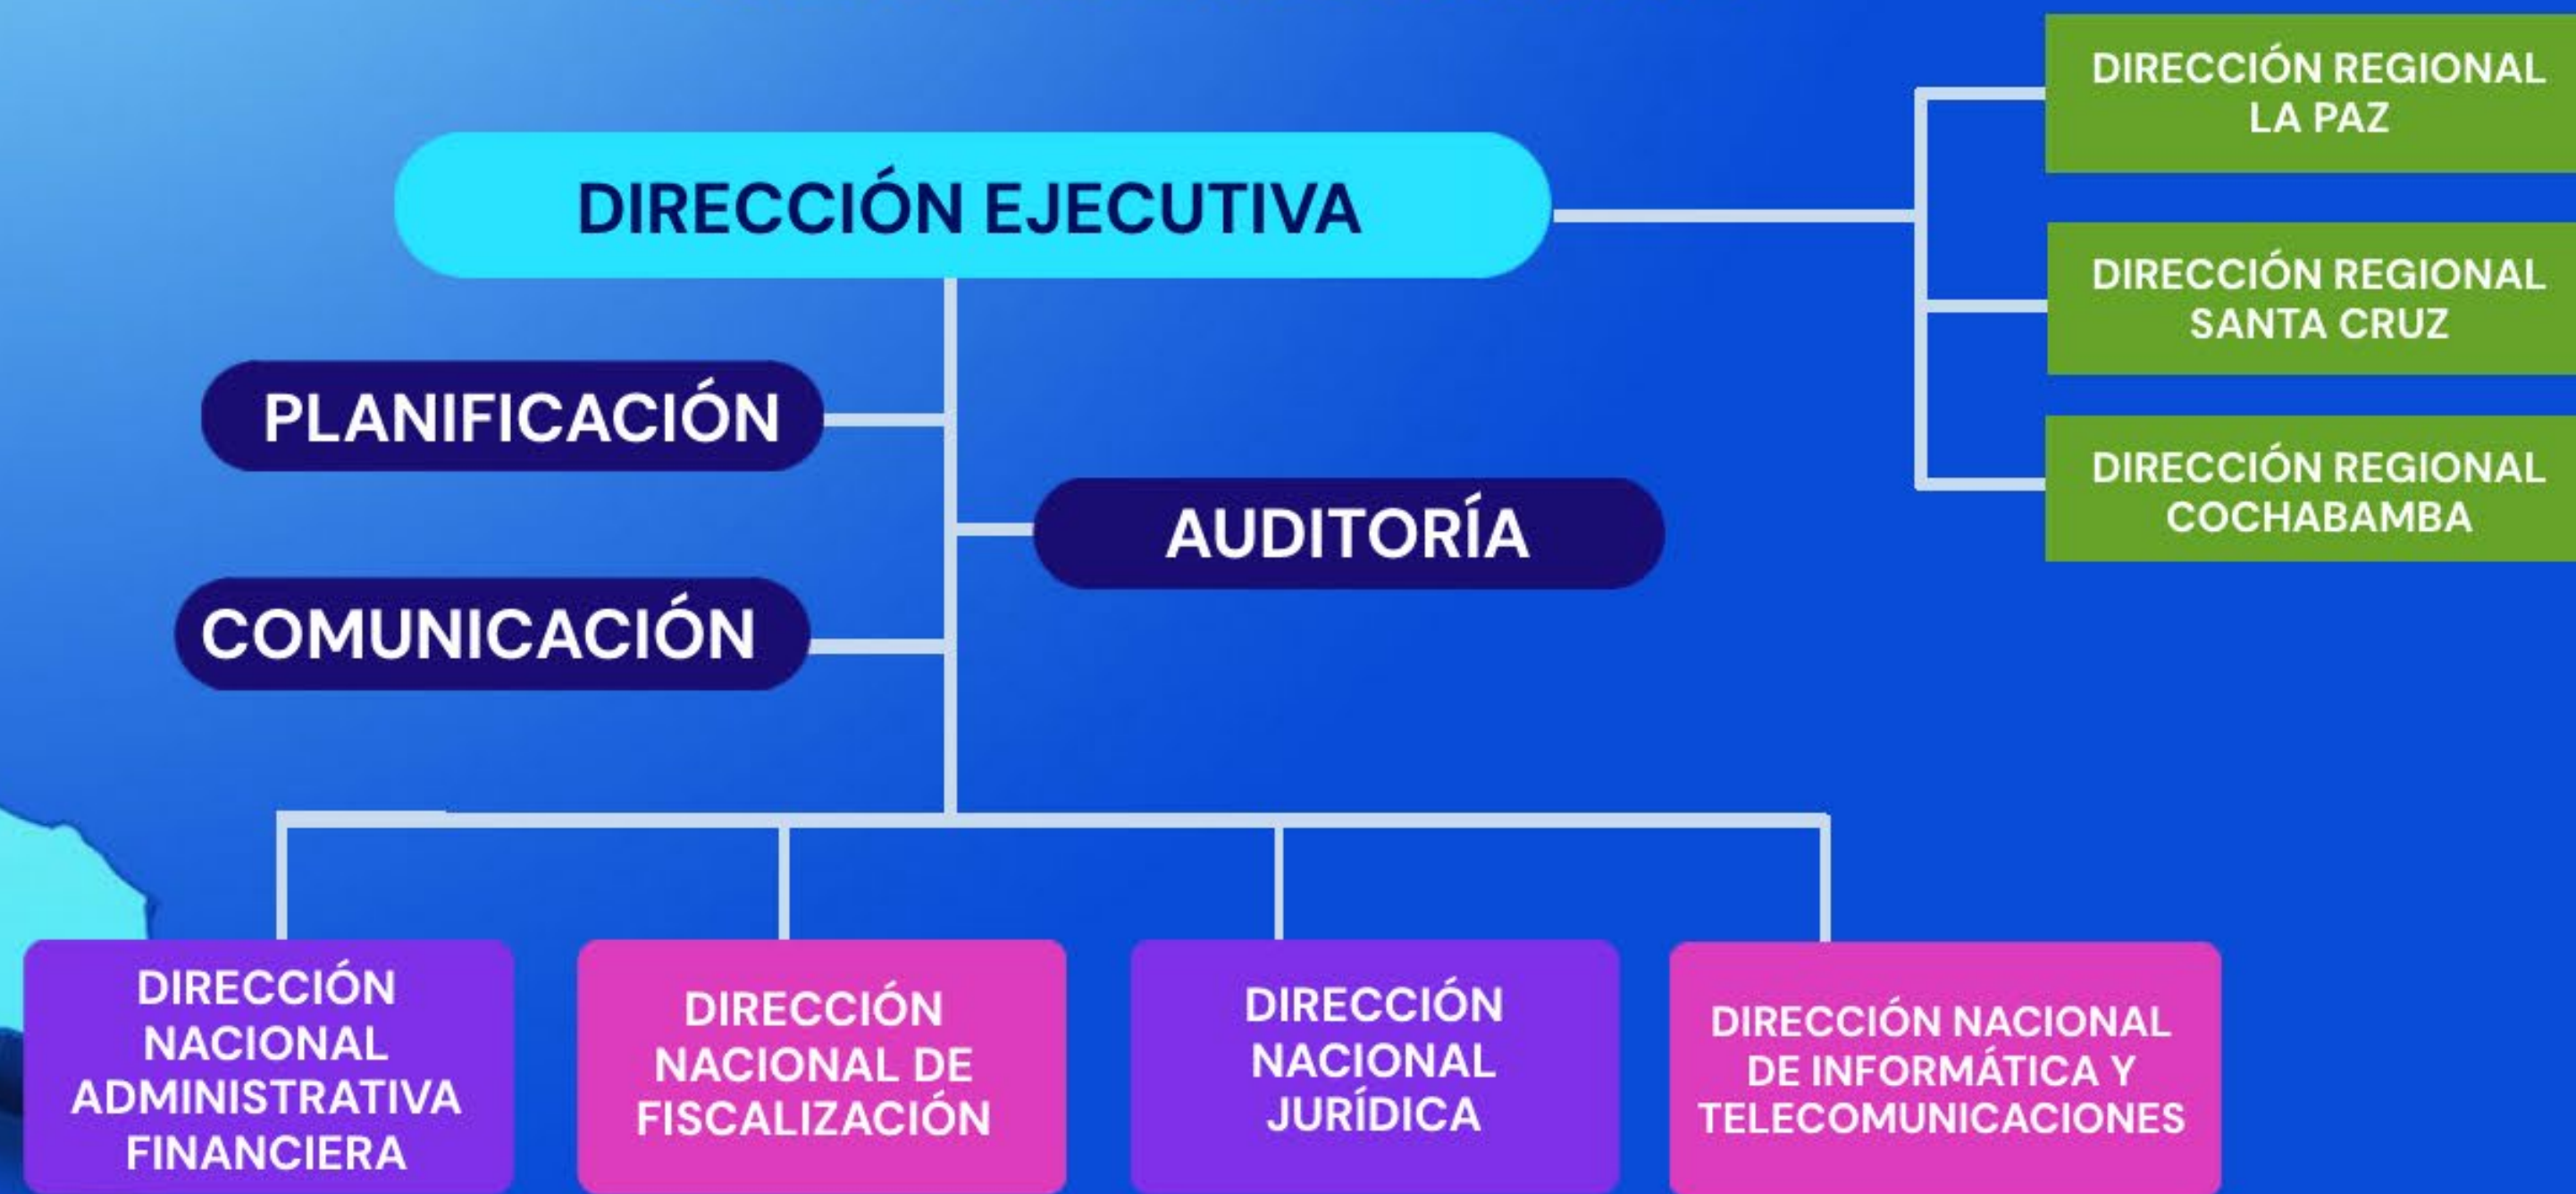 DIRECCIÓN EJECUTIVA
PLANIFICACIÓN
AUDITORÍA
COMUNICACIÓN
DIRECCIÓN REGIONAL
LA PAZ
DIRECCIÓN REGIONAL
SANTA CRUZ
DIRECCIÓN REGIONAL
COCHABAMBA
DIRECCIÓN
NACIONAL
ADMINISTRATIVA
FINANCIERA
DIRECCIÓN
NACIONAL DE
FISCALIZACIÓN
DIRECCIÓN
NACIONAL
JURÍDICA
DIRECCIÓN NACIONAL
DE INFORMÁTICA Y
TELECOMUNICACIONES